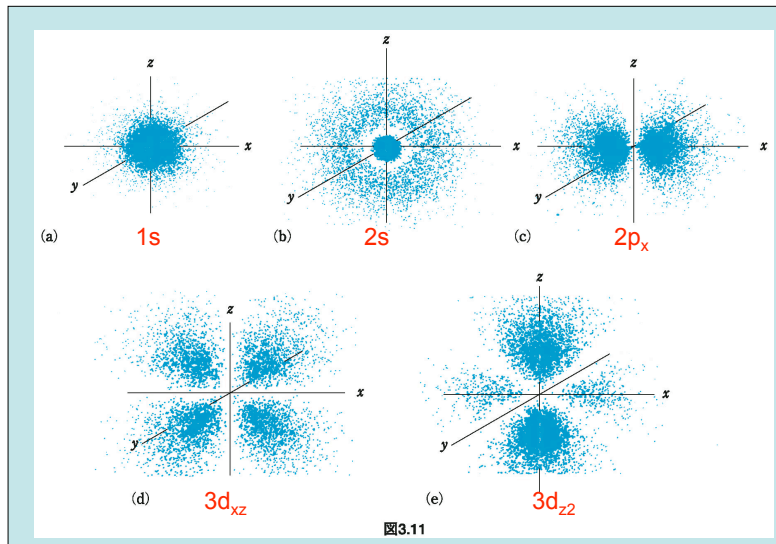 z
x
y
(a) 1s
z
x
y
(b) 2s
z
x
y
(c) 2px
z
x
y
(d) 3dxz
z
x
y
(e) 3dz2
図3.11